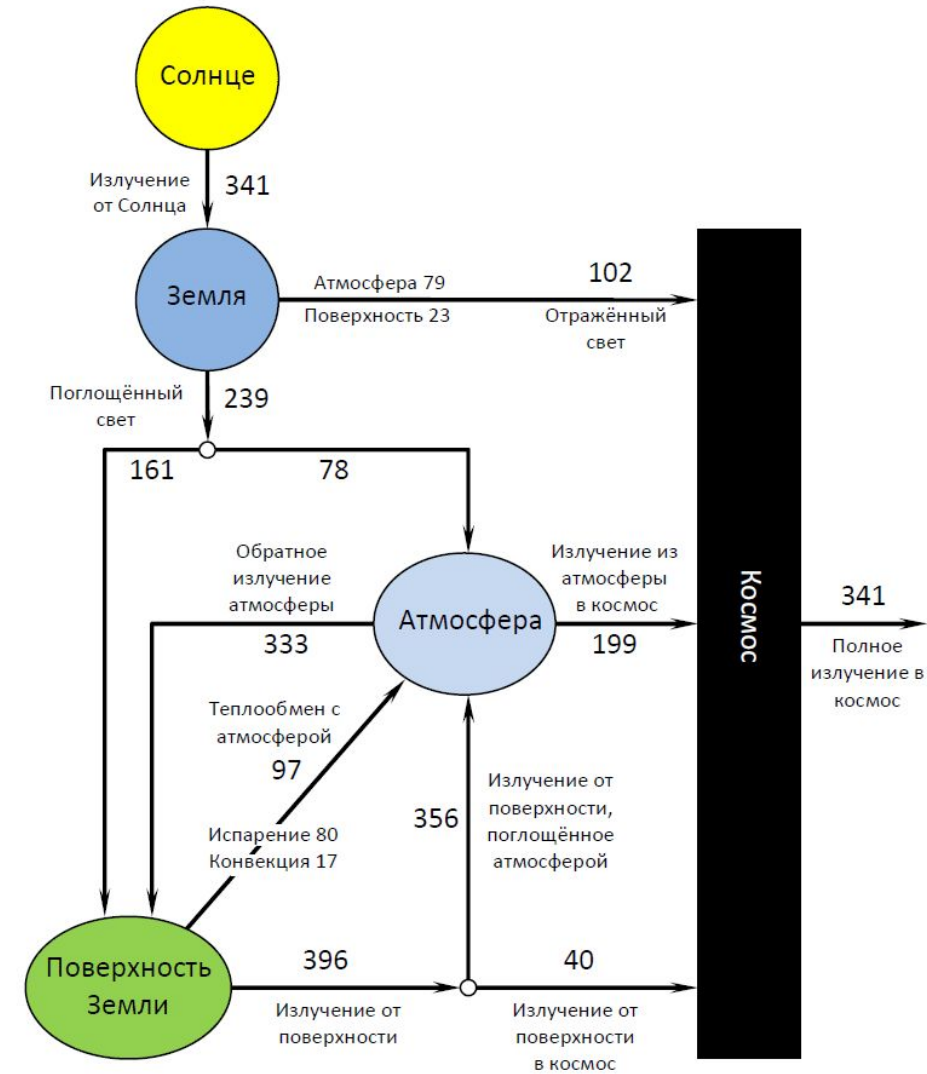 Солнце
Излучение
от Солнца
341
Земля
Атмосфера 79
Поверхность 23
102
Отражённый
свет
Поглощённый
свет
239
161
78
Обратное
излучение
атмосферы
333
Атмосфера
Излучение из
атмосферы
в космос
199
Космос
341
Полное
излучение в
космос
Теплообмен с
атмосферой
97
Испарение 80
Конвекция 17
356
Излучение от
поверхности,
поглощённое
атмосферой
Поверхность
Земли
396
Излучение от
поверхности
40
Излучение от
поверхности
в космос